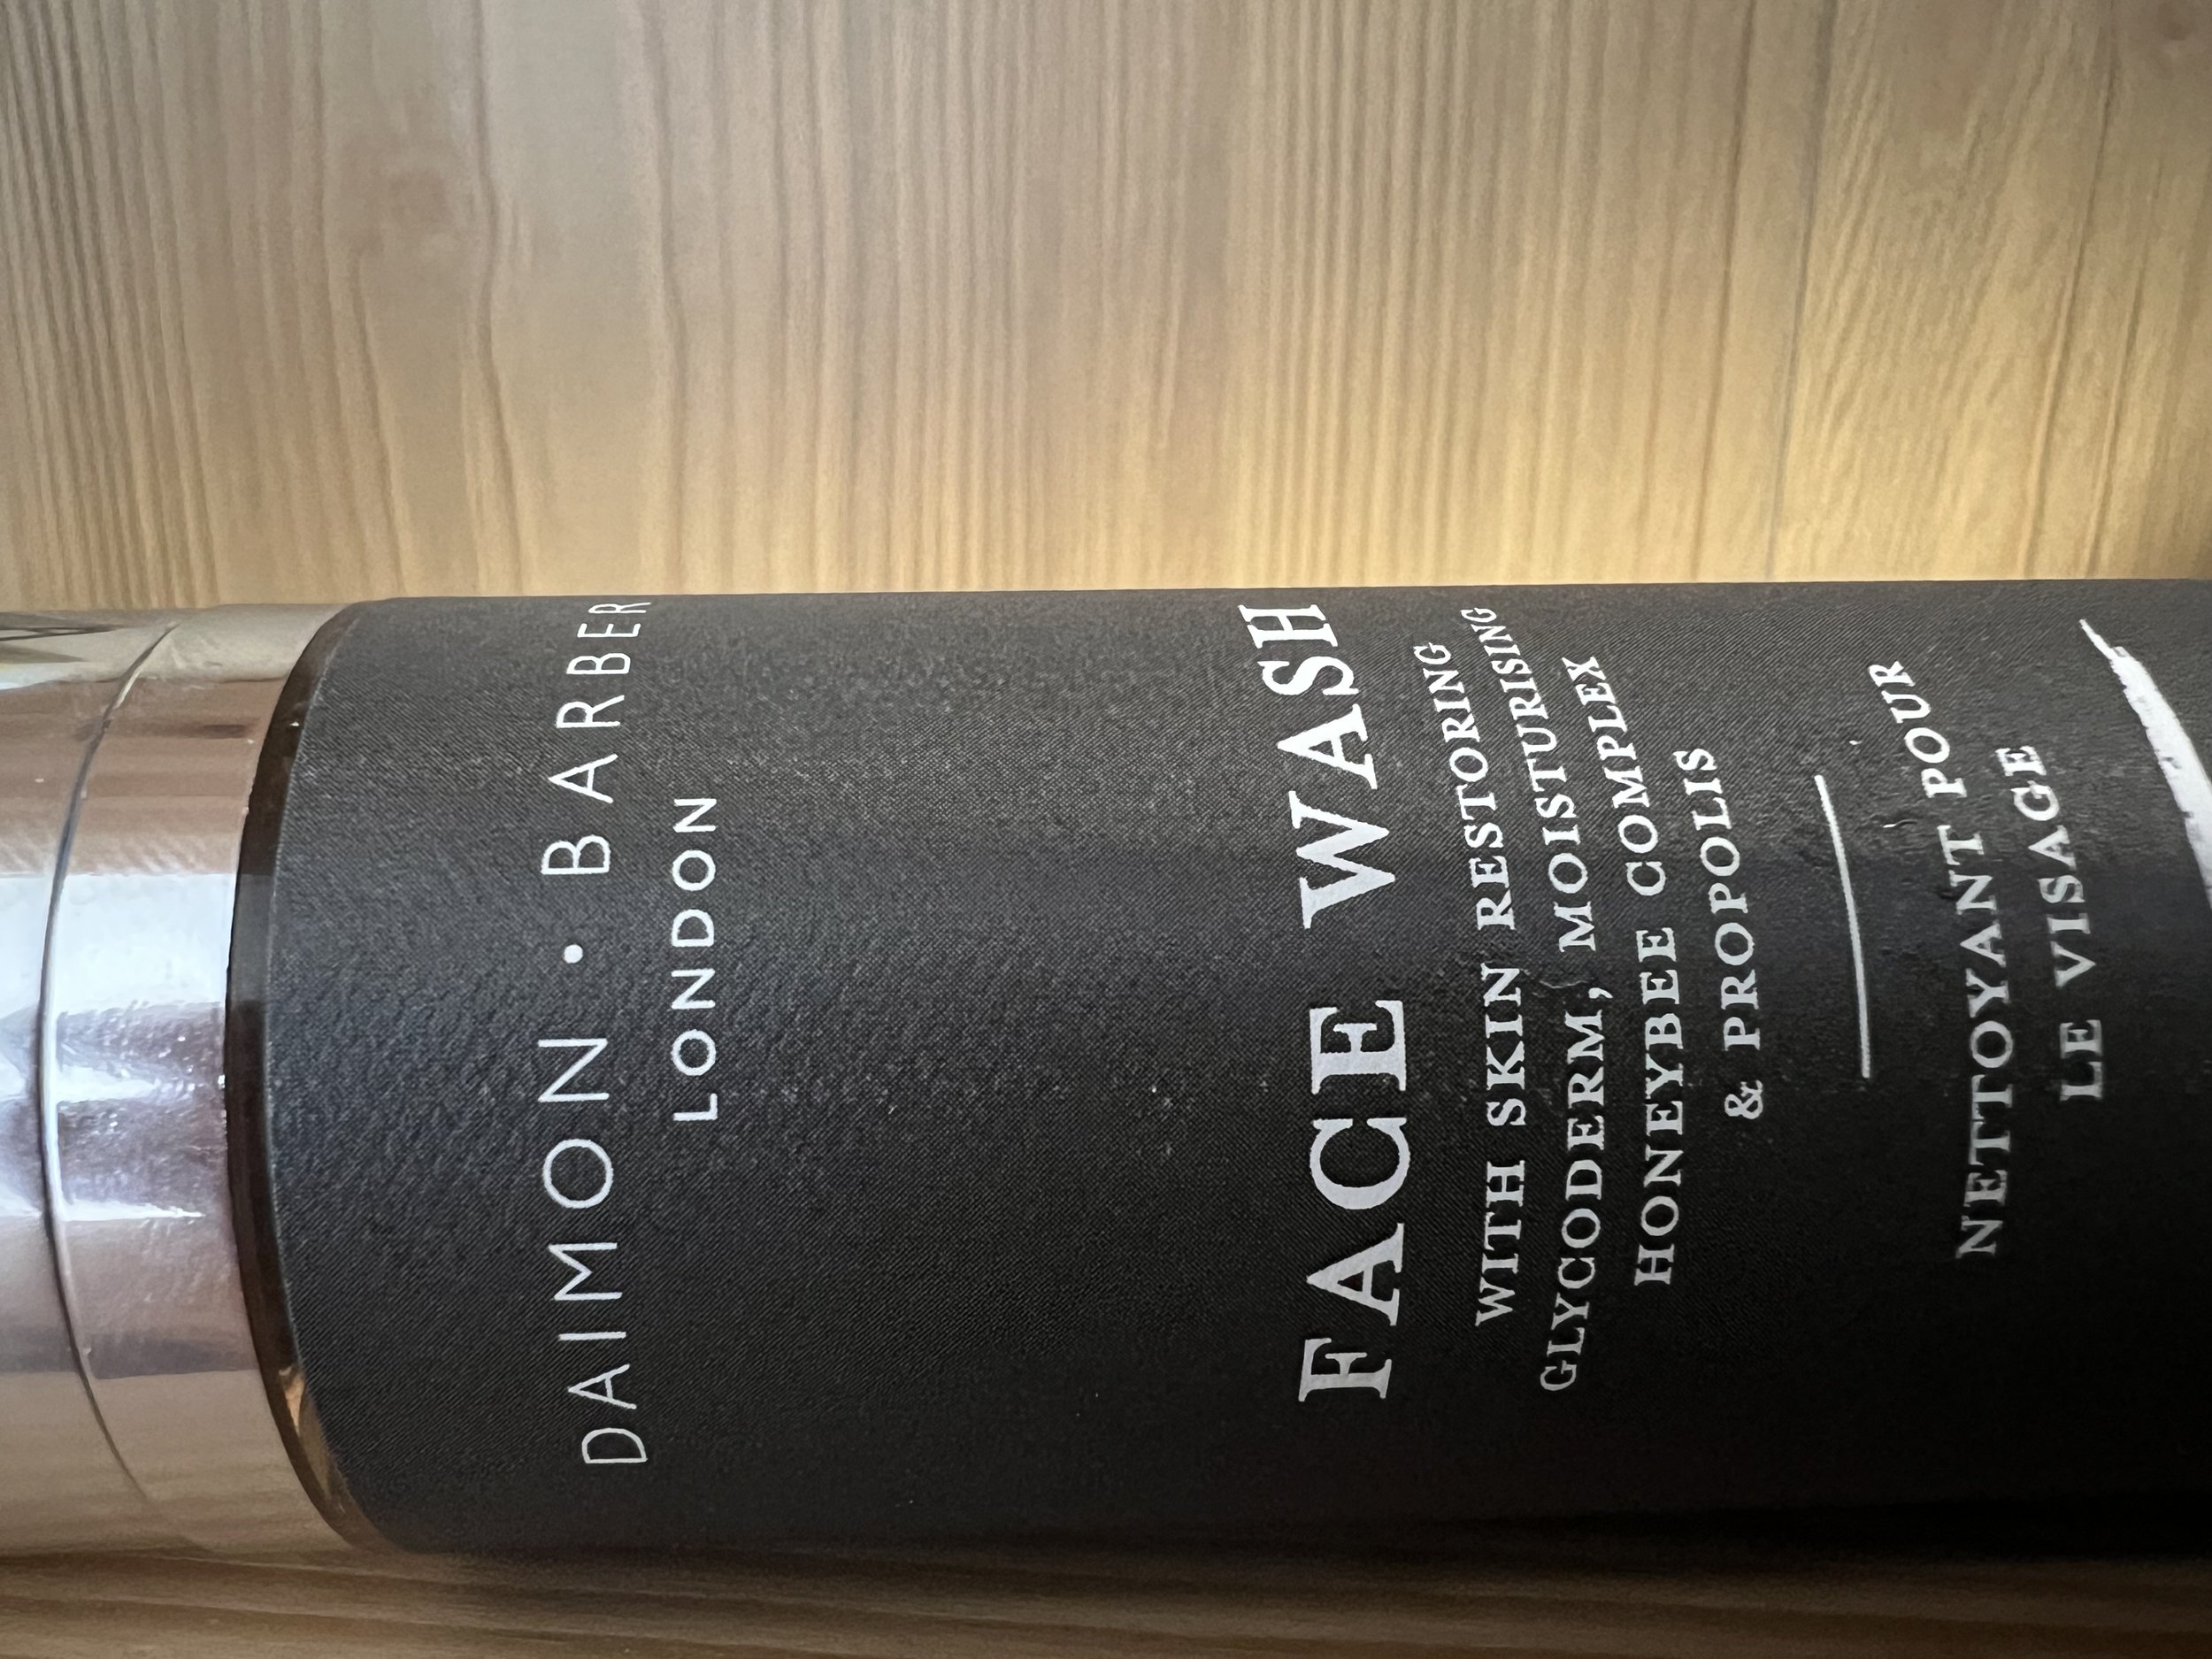 DAIMON • BARBER
LONDON
FACE WASH
WITH SKIN RESTORING
GLYCODERM, MOISTURISING
HONEYBEE COMPLEX
& PROPOLIS
NETTOYANT POUR
LE VISAGE